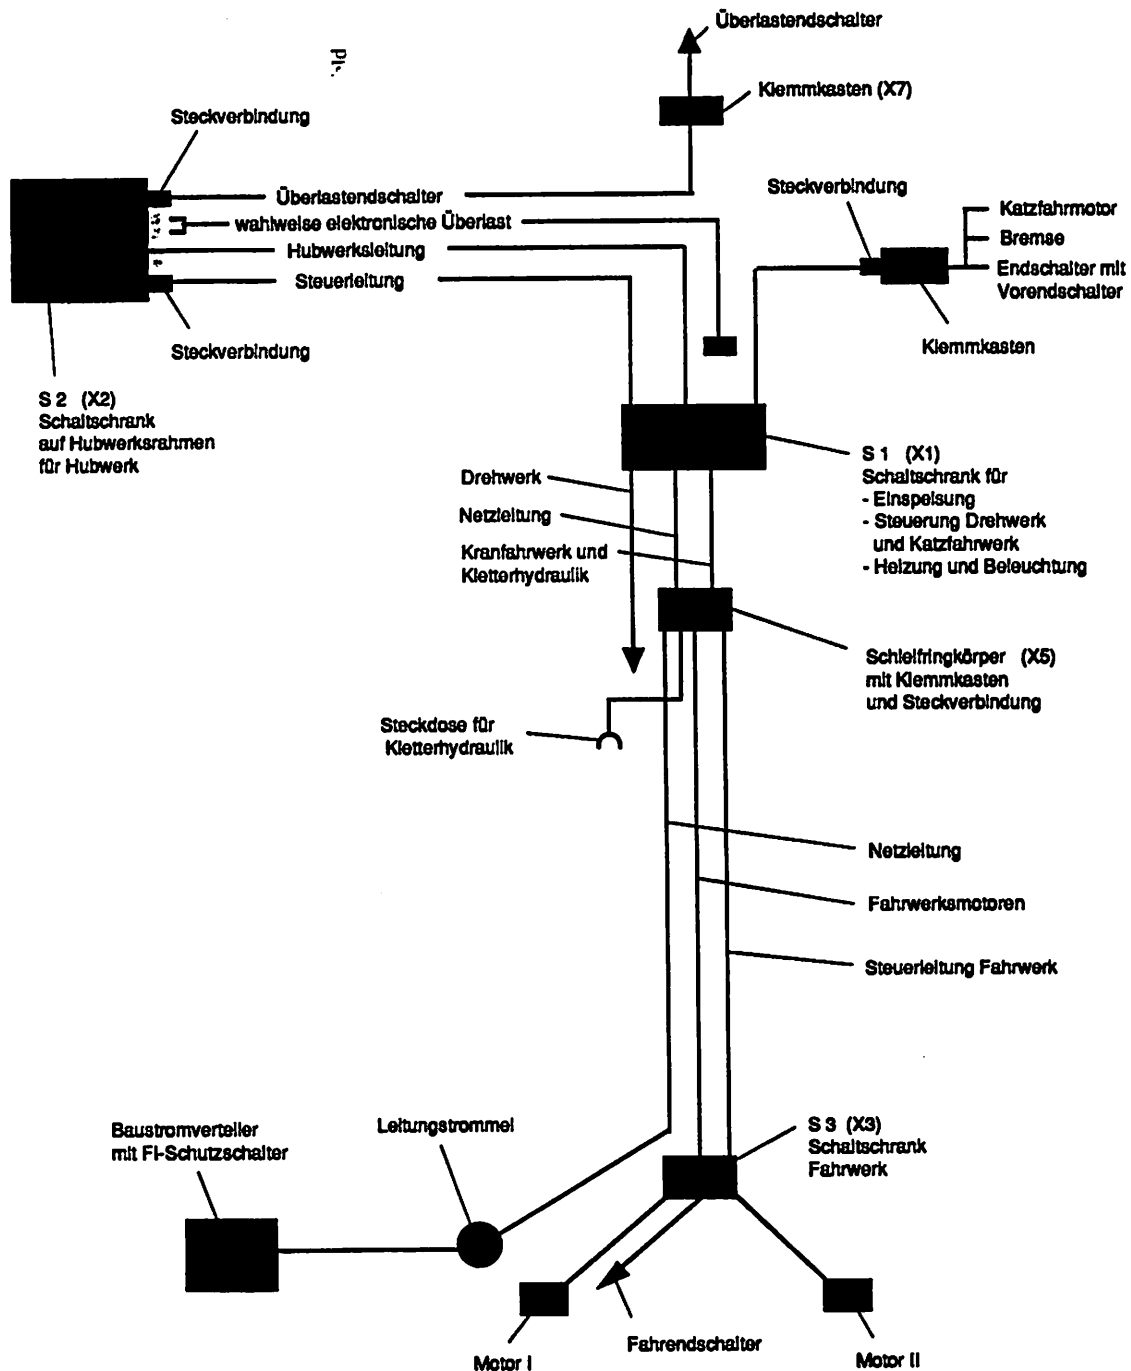 Überlastendschalter
Klemmkasten (X7)
Steckverbindung
Steckverbindung
Überlastendschalter
wahlweise elektronische Überlast
Hubwerksleitung
Steuerleitung
Katzfahrmotor
Bremse
Endschalter mit
Vorendschalter
Klemmkasten
Steckverbindung
S 2 (X2)
Schaltschrank
auf Hubwerksrahmen
für Hubwerk
S 1 (X1)
Schaltschrank für
- Einspeisung
- Steuerung Drehwerk
und Katzfahrwerk
- Heizung und Beleuchtung
Drehwerk
Netzleitung
Kranfahrwerk und
Kletterhydraulik
Schleifringkörper (X5)
mit Klemmkasten
und Steckverbindung
Steckdose für
Kletterhydraulik
Netzleitung
Fahrwerksmotoren
Steuerleitung Fahrwerk
Baustromverteiler
mit FI-Schutzschalter
Leitungstrommel
S 3 (X3)
Schaltschrank
Fahrwerk
Motor I
Fahrendschalter
Motor II